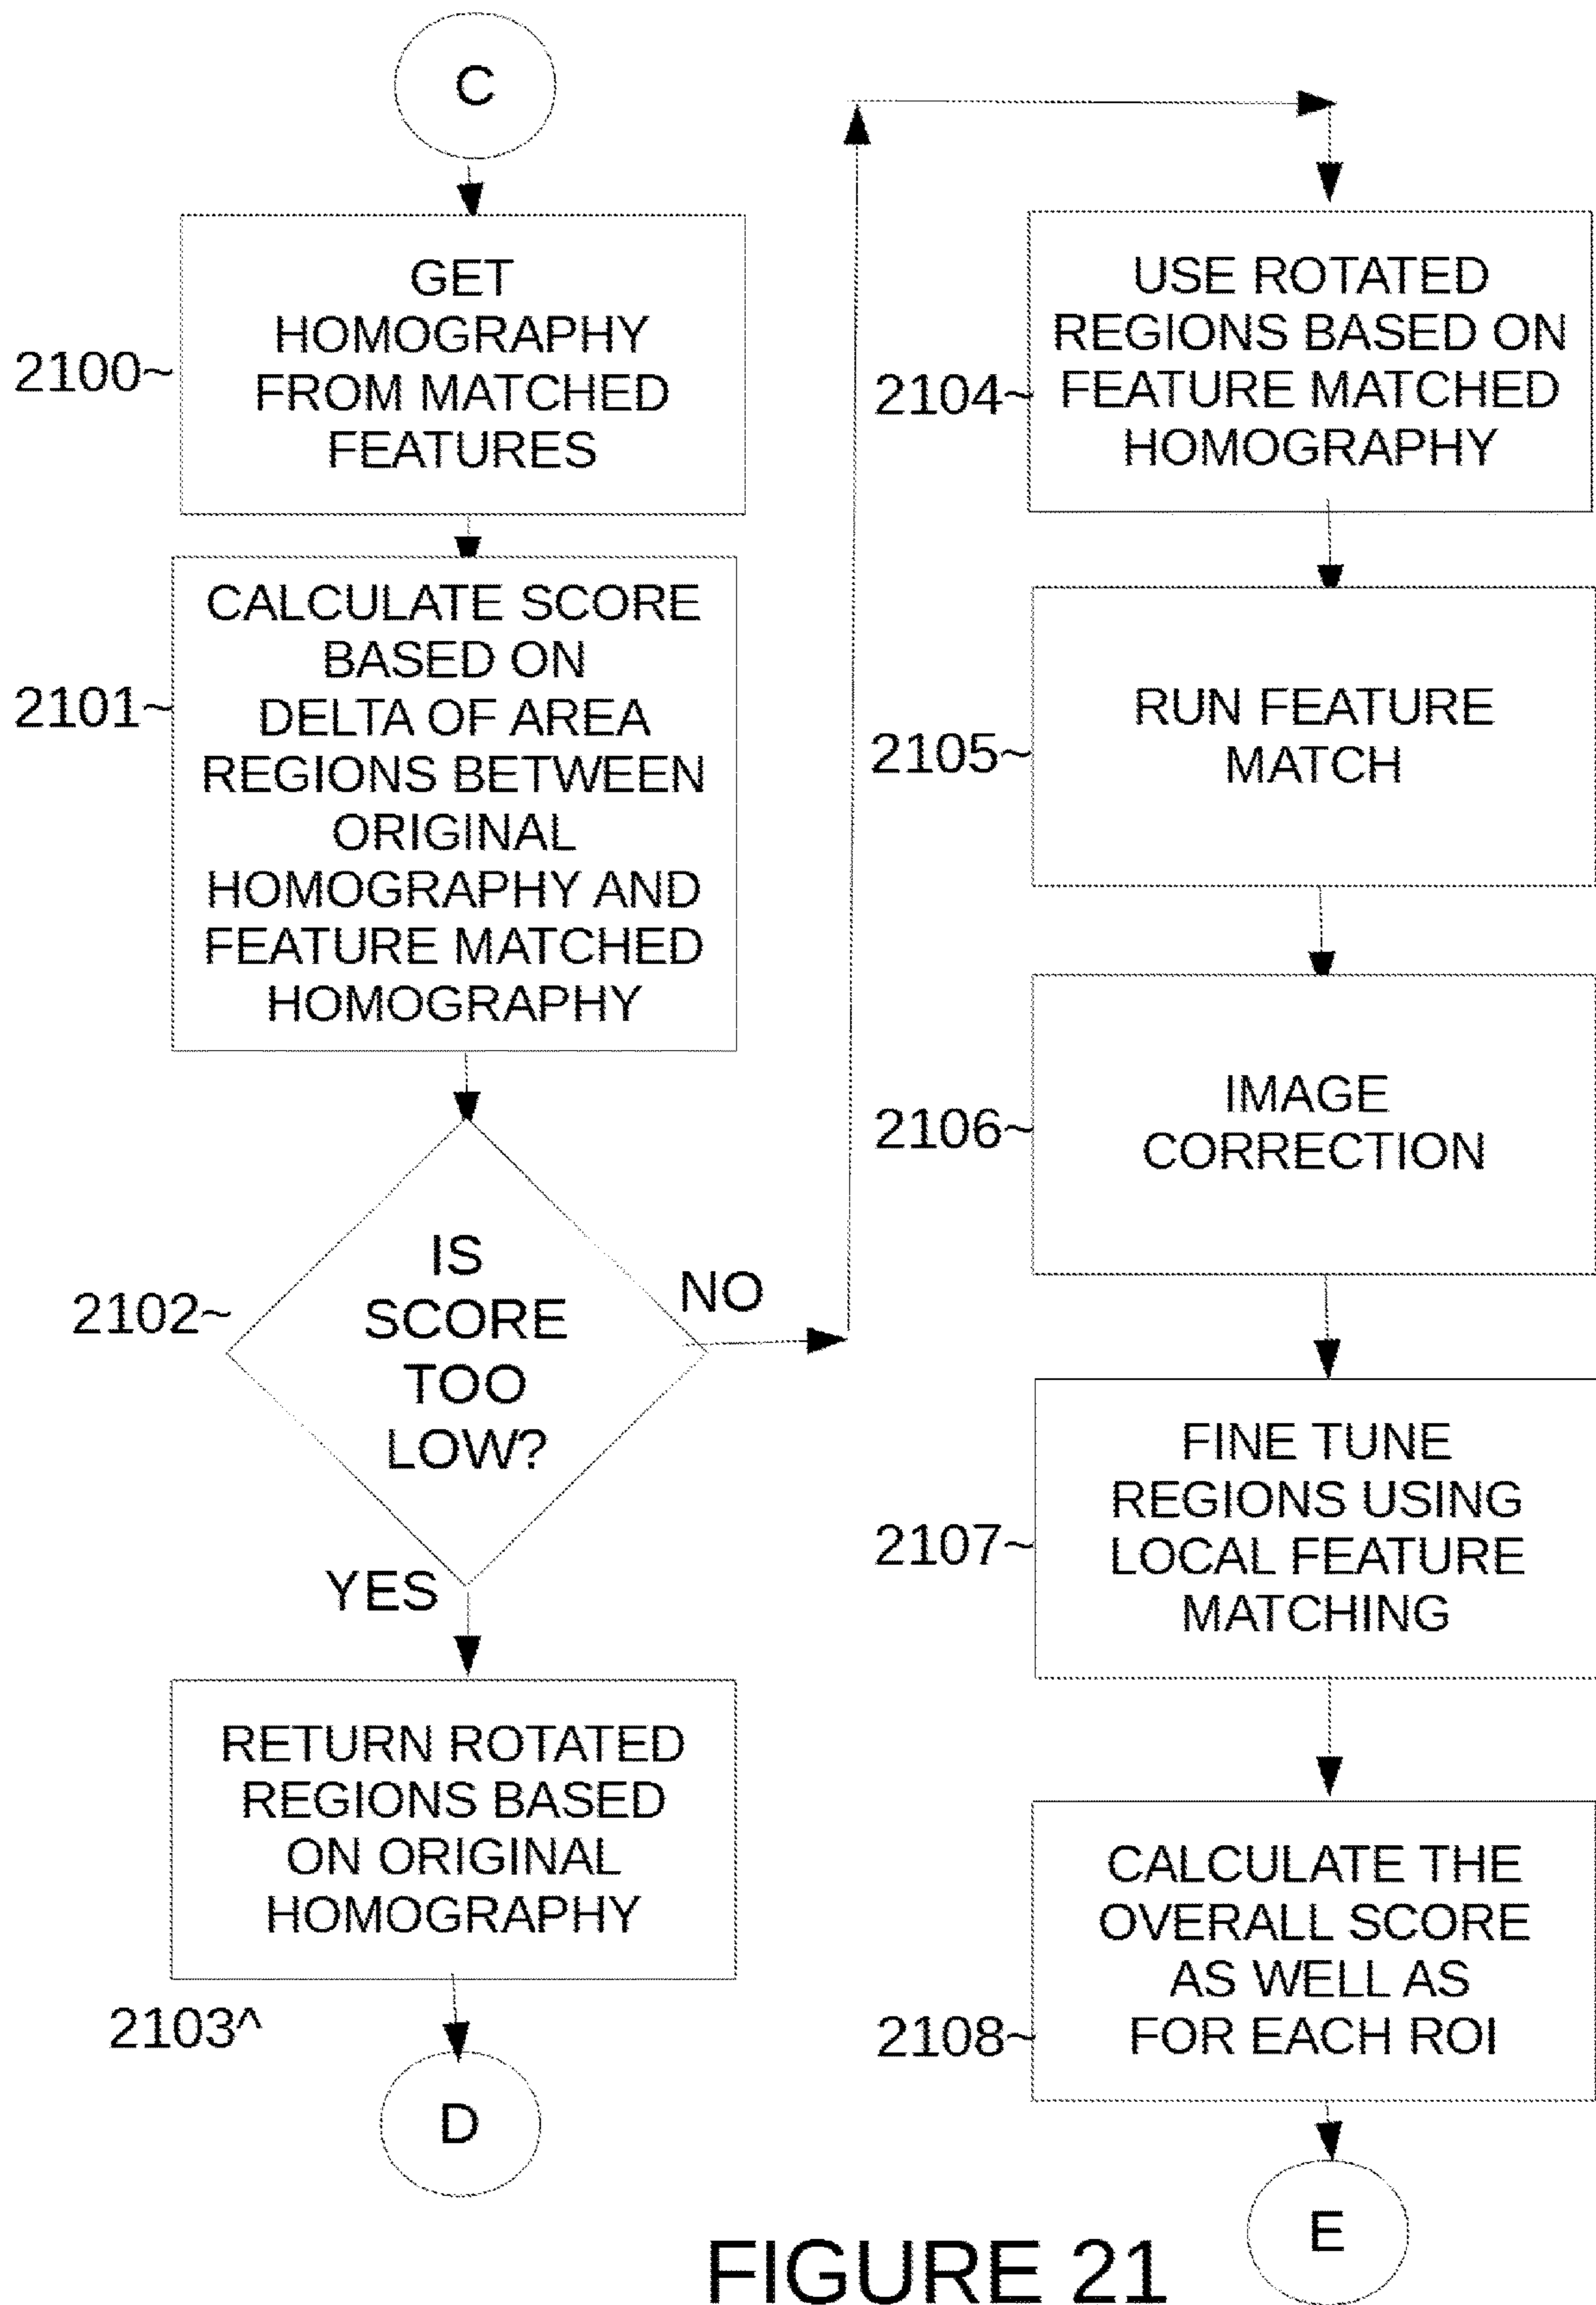 C
GET
HOMOGRAPHY
FROM MATCHED
FEATURES
2100~
CALCULATE SCORE
BASED ON
DELTA OF AREA
REGIONS BETWEEN
ORIGINAL
HOMOGRAPHY AND
FEATURE MATCHED
HOMOGRAPHY
2101~
IS
SCORE
TOO
LOW?
2102~
NO
YES
RETURN ROTATED
REGIONS BASED
ON ORIGINAL
HOMOGRAPHY
2103^
D
USE ROTATED
REGIONS BASED ON
FEATURE MATCHED
HOMOGRAPHY
2104~
RUN FEATURE
MATCH
2105~
IMAGE
CORRECTION
2106~
FINE TUNE
REGIONS USING
LOCAL FEATURE
MATCHING
2107~
CALCULATE THE
OVERALL SCORE
AS WELL AS
FOR EACH ROI
2108~
E
FIGURE 21